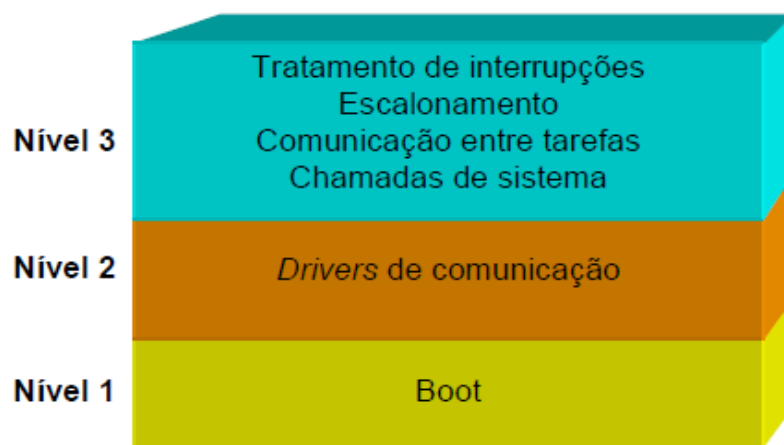 Tratamento de interrupções
Escalonamento
Nível 3
Comunicação entre tarefas
Chamadas de sistema
Nível 2
Drivers de comunicação
Nível 1
Boot